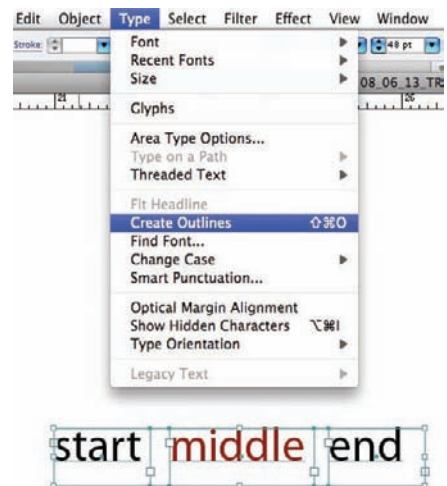 Edit Object Type Select Filter Effect View Window
Stroke: 48 pt
Font
Recent Fonts
Size
08_06_13_TR
21 26
Glyphs
Area Type Options...
Type on a Path
Threaded Text
Fit Headline
Create Outlines ⇧⌘O
Find Font...
Change Case
Smart Punctuation...
Optical Margin Alignment
Show Hidden Characters ⌥⌘I
Type Orientation
Legacy Text
start middle end